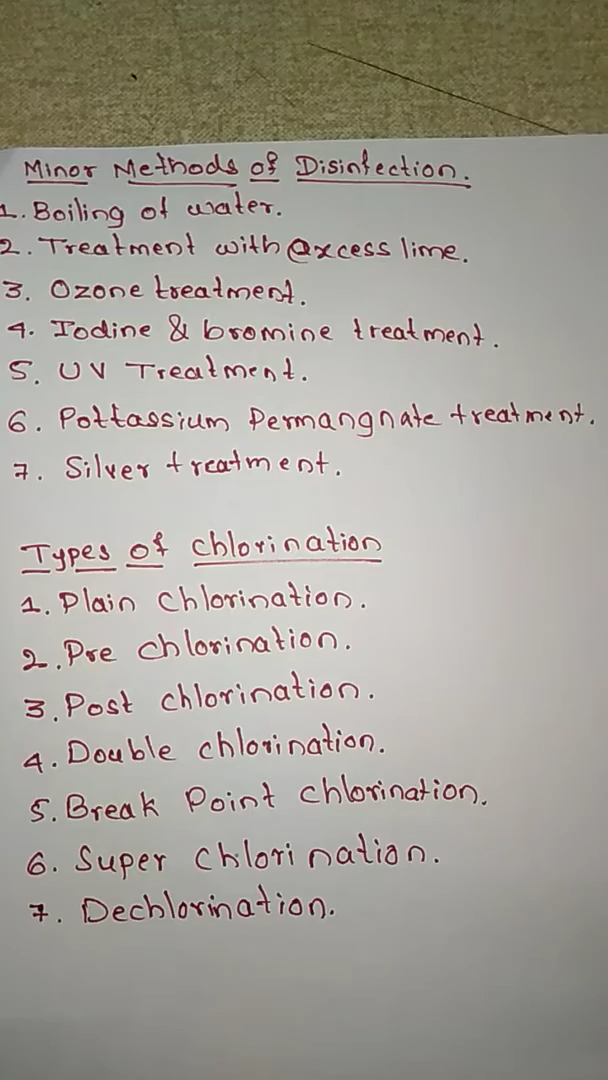 Minor Methods of Disinfection.
1. Boiling of water.
2. Treatment with excess lime.
3. Ozone treatment.
4. Iodine & bromine treatment.
5. UV Treatment.
6. Pottassium Permangnate treatment.
7. Silver treatment.
Types of chlorination
1. Plain Chlorination.
2. Pre chlorination.
3. Post chlorination.
4. Double chlorination.
5. Break Point chlorination.
6. Super Chlorination.
7. Dechlorination.